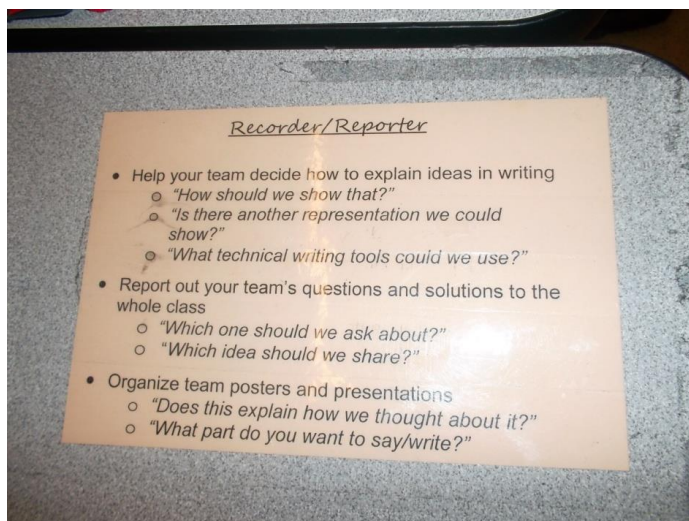 Recorder/Reporter
• Help your team decide how to explain ideas in writing
o "How should we show that?"
o "Is there another representation we could
show?"
o "What technical writing tools could we use?"
• Report out your team's questions and solutions to the
whole class
o "Which one should we ask about?"
o "Which idea should we share?"
• Organize team posters and presentations
o "Does this explain how we thought about it?"
o "What part do you want to say/write?"